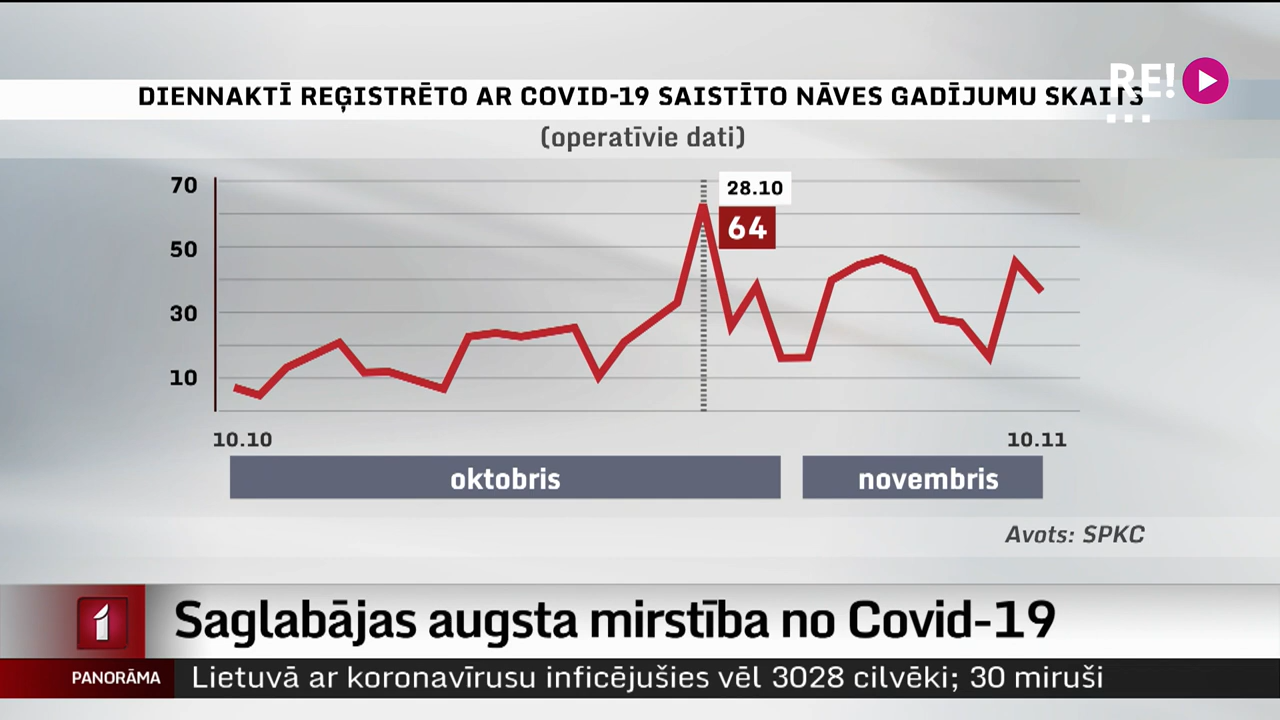 DIENNAKTĪ REĢISTRĒTO AR COVID-19 SAISTĪTO NĀVES GADĪJUMU SKAITS
RE!
(operatīvie dati)
70
28.10
64
50
30
10
10.10
10.11
oktobris
novembris
Avots: SPKC
1
Saglabājas augsta mirstība no Covid-19
PANORĀMA
Lietuvā ar koronavīrusu inficējušies vēl 3028 cilvēki; 30 miruši